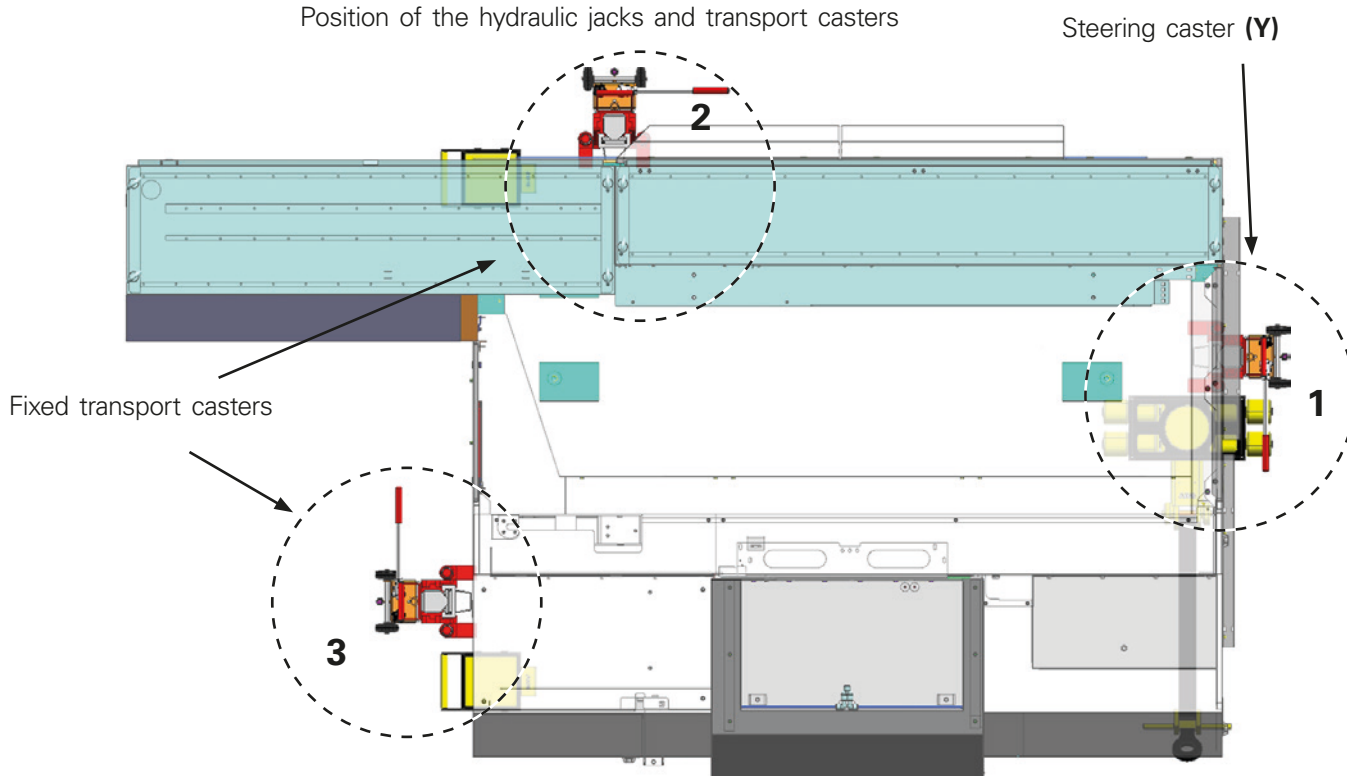 Position of the hydraulic jacks and transport casters
Steering caster (Y)
2
1
Fixed transport casters
3